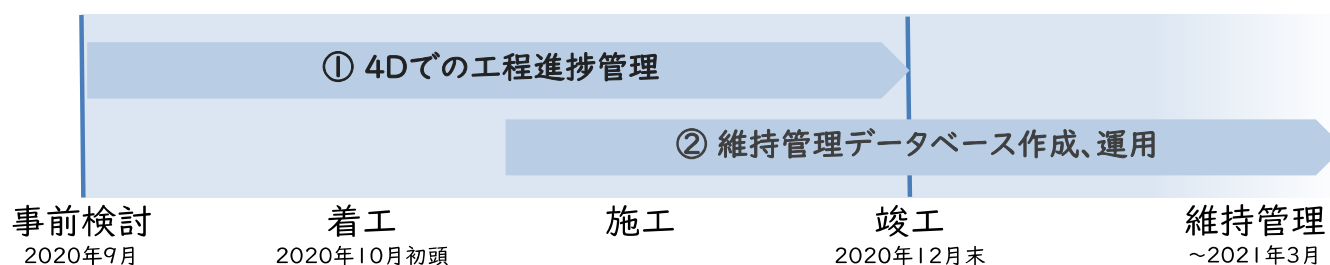 ① 4Dでの工程進捗管理
② 維持管理データベース作成、運用
事前検討 着工 施工 竣工 維持管理
2020年9月 2020年10月初頭 2020年12月末 ～2021年3月